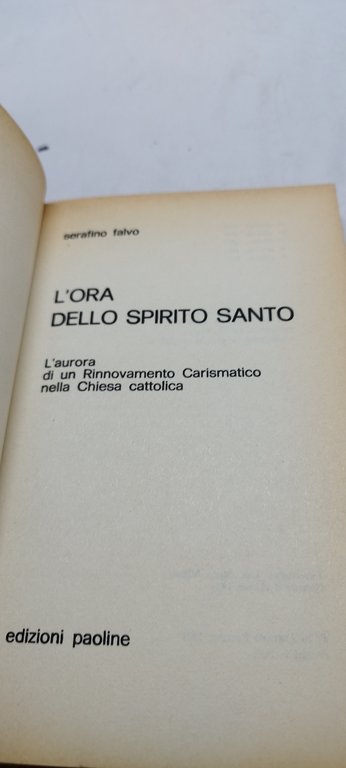 serafino falvo
L'ORA
DELLO SPIRITO SANTO
L'aurora
di un Rinnovamento Carismatico
nella Chiesa cattolica
edizioni paoline